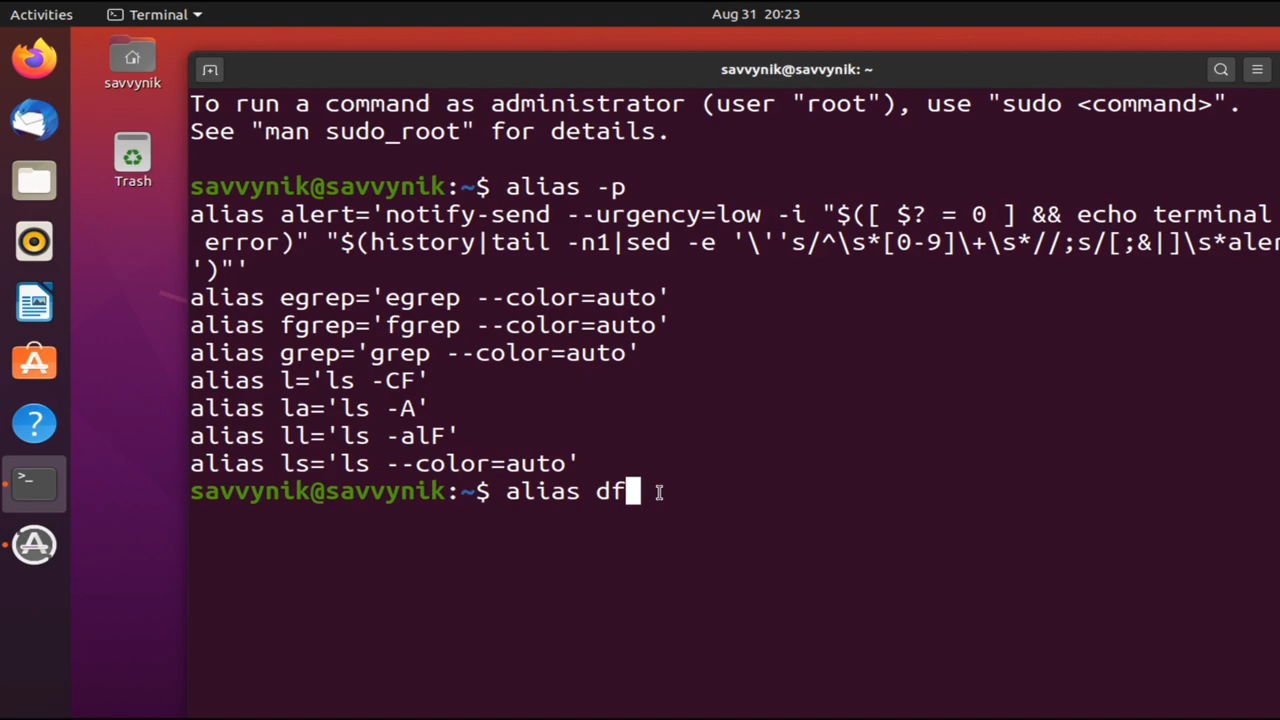 Activities
Terminal
Aug 31 20:23
savvynik
Trash
savvynik@savvynik: ~
To run a command as administrator (user "root"), use "sudo <command>".
See "man sudo_root" for details.
savvynik@savvynik:~$ alias -p
alias alert='notify-send --urgency=low -i "$([ $? = 0 ] && echo terminal
error)" "$(history|tail -n1|sed -e '\''s/^\s*[0-9]\+\s*//;s/[;&|]\s*aler
')"'
alias egrep='egrep --color=auto'
alias fgrep='fgrep --color=auto'
alias grep='grep --color=auto'
alias l='ls -CF'
alias la='ls -A'
alias ll='ls -alF'
alias ls='ls --color=auto'
savvynik@savvynik:~$ alias df